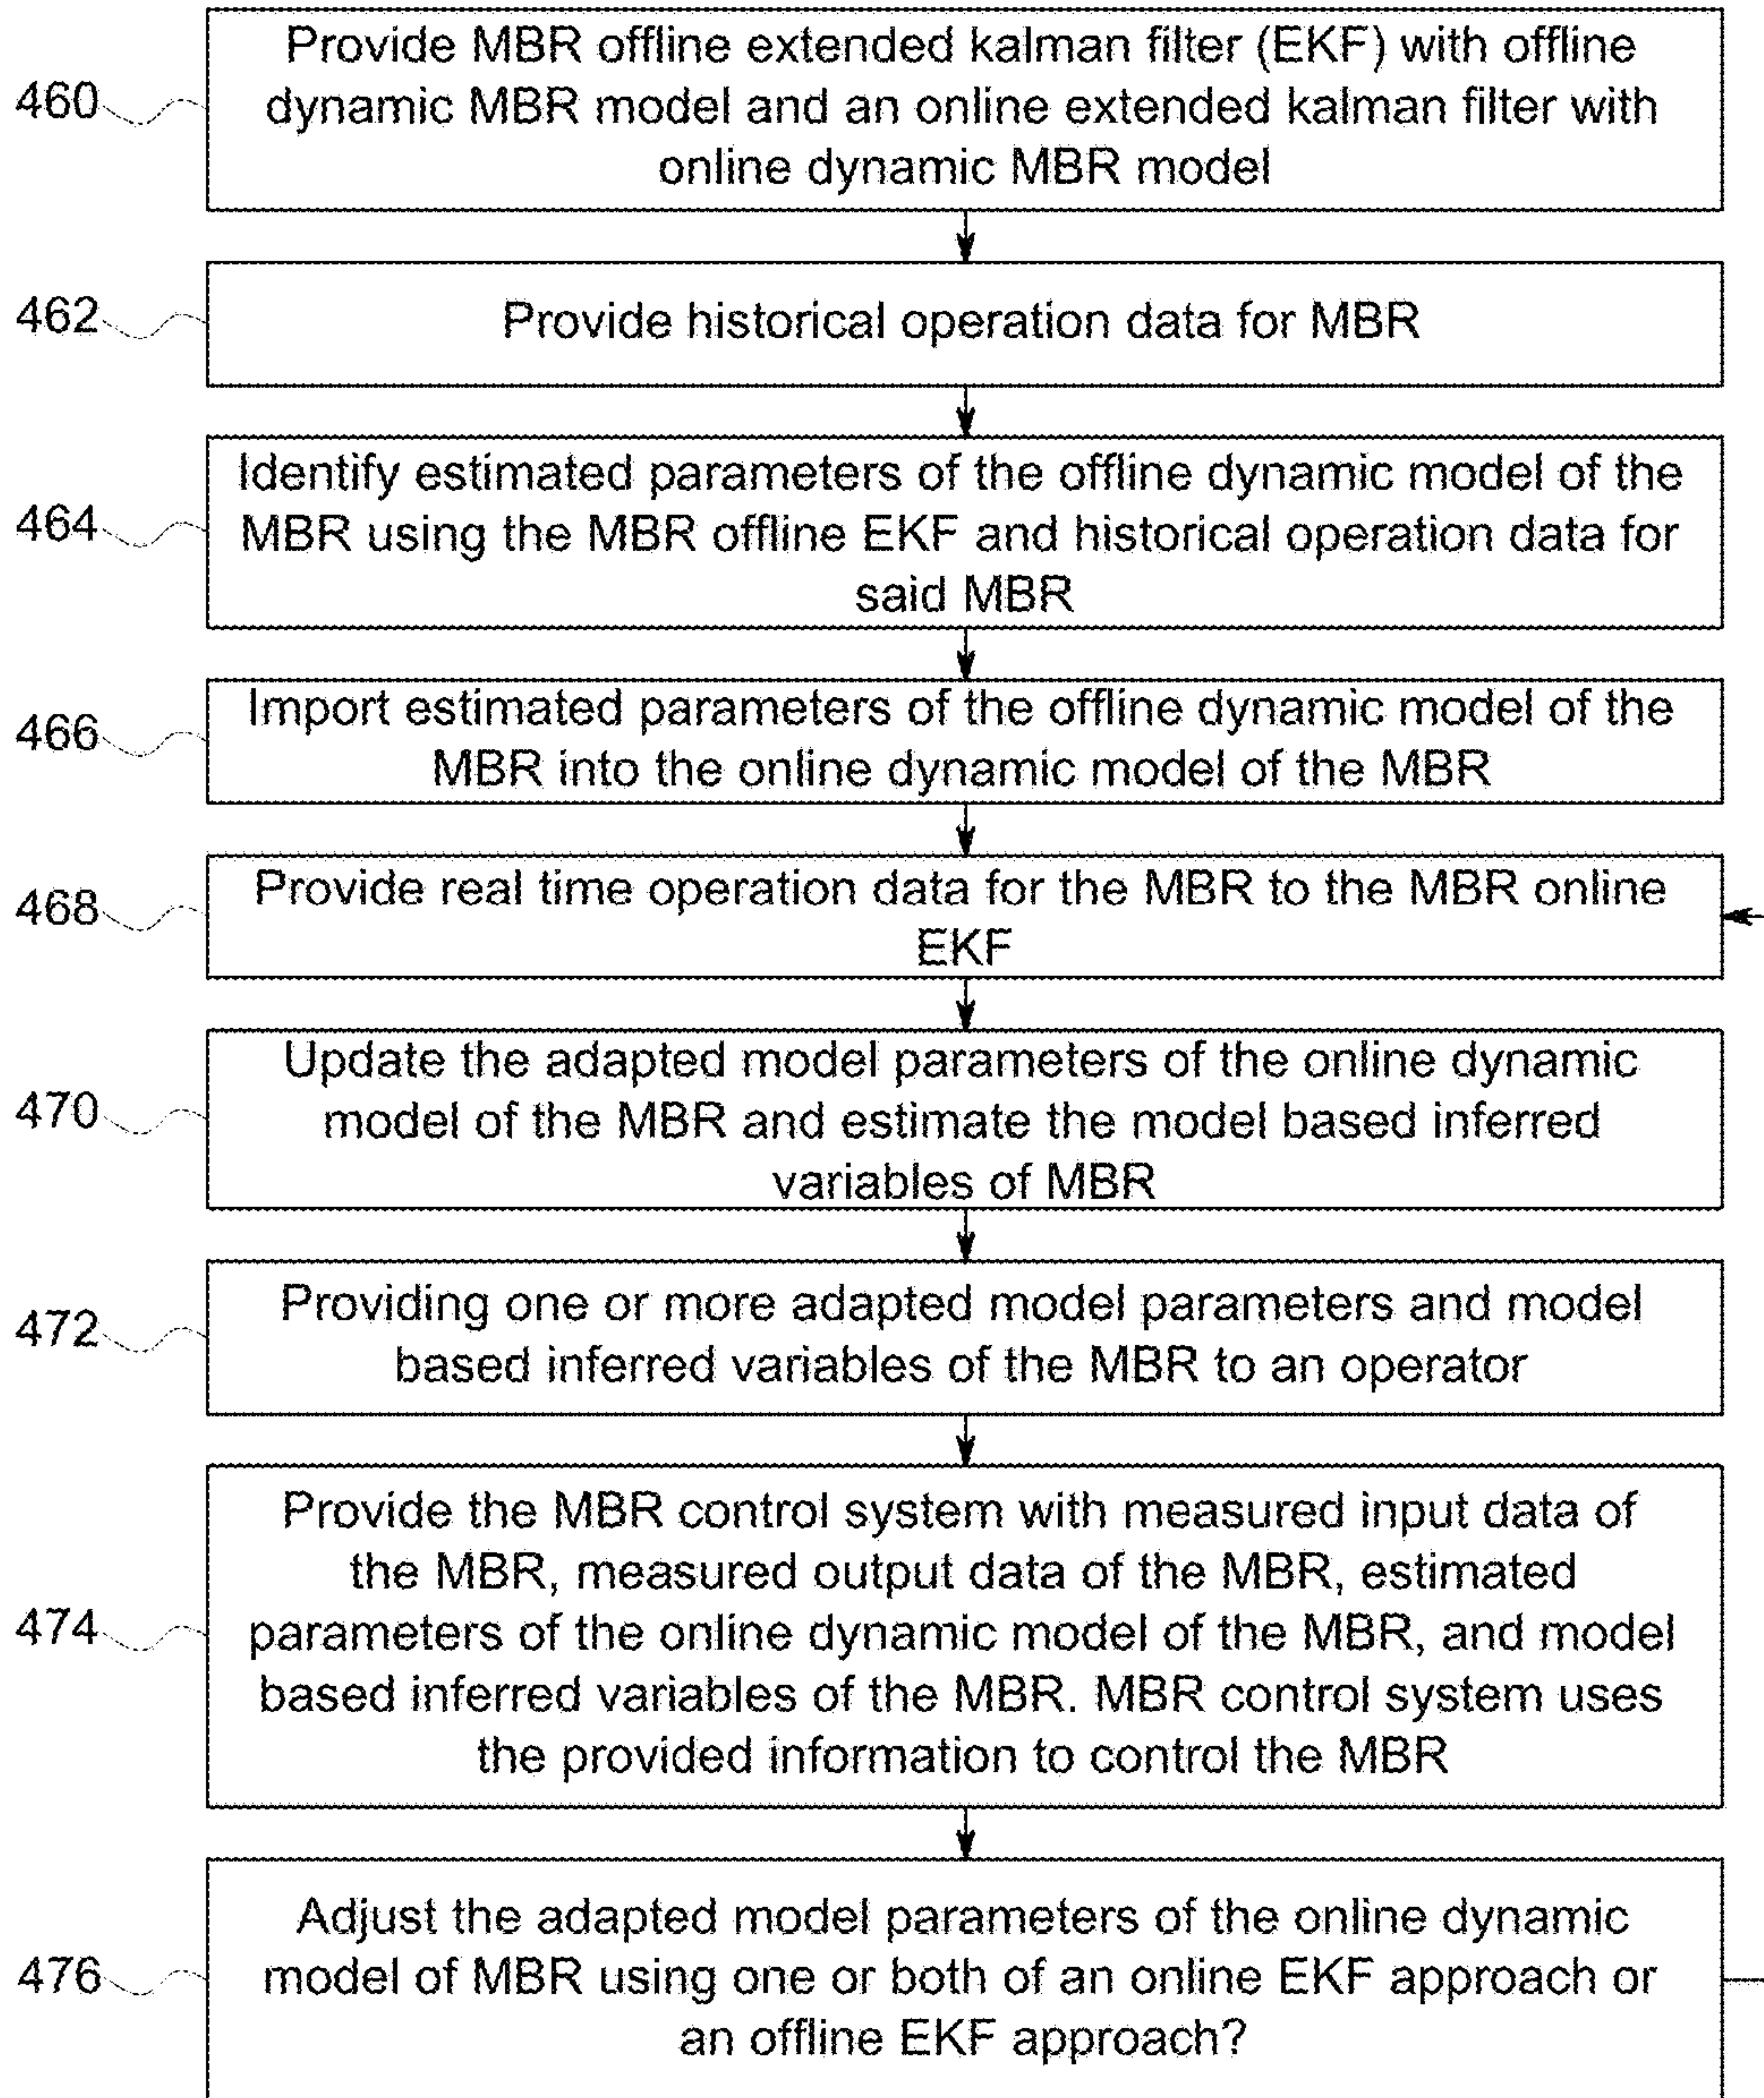 460
Provide MBR offline extended kalman filter (EKF) with offline
dynamic MBR model and an online extended kalman filter with
online dynamic MBR model
462
Provide historical operation data for MBR
464
Identify estimated parameters of the offline dynamic model of the
MBR using the MBR offline EKF and historical operation data for
said MBR
466
Import estimated parameters of the offline dynamic model of the
MBR into the online dynamic model of the MBR
468
Provide real time operation data for the MBR to the MBR online
EKF
470
Update the adapted model parameters of the online dynamic
model of the MBR and estimate the model based inferred
variables of MBR
472
Providing one or more adapted model parameters and model
based inferred variables of the MBR to an operator
474
Provide the MBR control system with measured input data of
the MBR, measured output data of the MBR, estimated
parameters of the online dynamic model of the MBR, and model
based inferred variables of the MBR. MBR control system uses
the provided information to control the MBR
476
Adjust the adapted model parameters of the online dynamic
model of MBR using one or both of an online EKF approach or
an offline EKF approach?